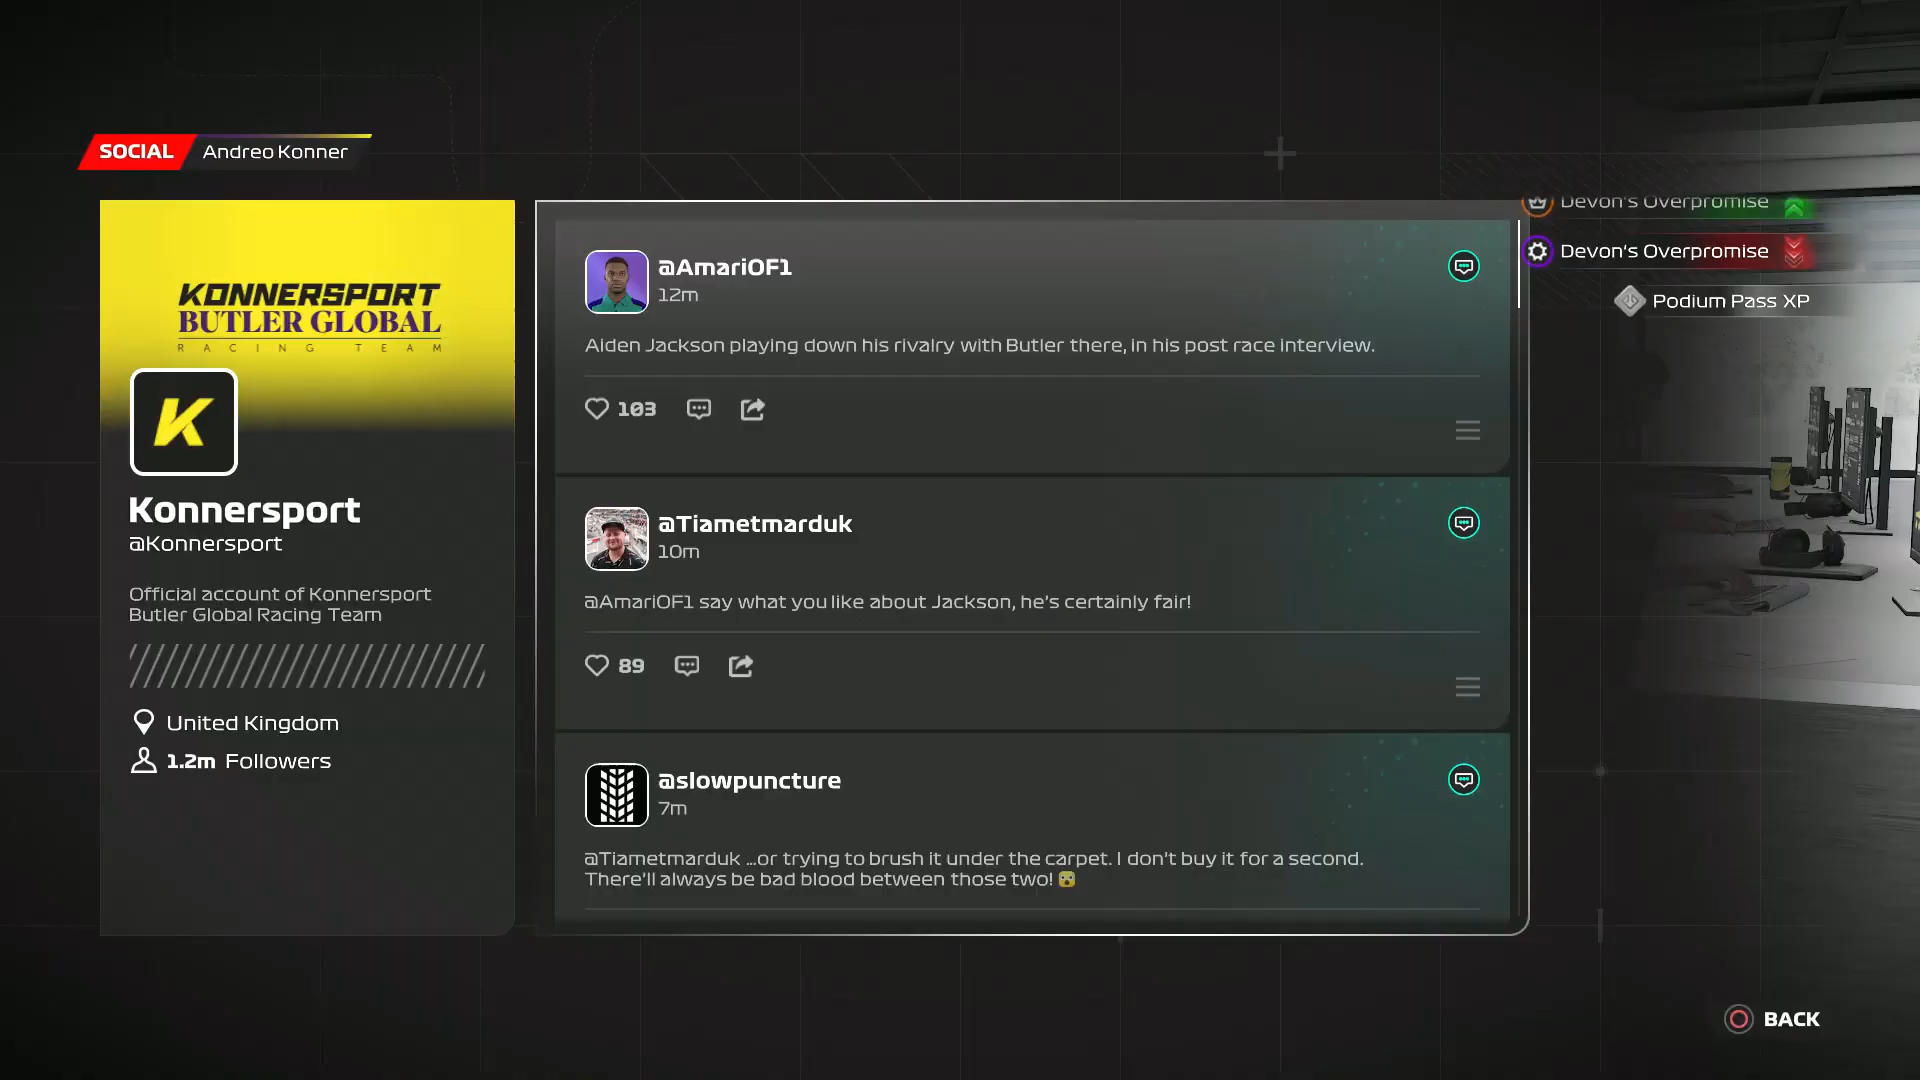 SOCIAL Andreo Konner
KONNERSPORT
BUTLER GLOBAL
RACING TEAM
K
Konnersport
@Konnersport
Official account of Konnersport
Butler Global Racing Team
United Kingdom
1.2m Followers
@AmariOF1
12m
Aiden Jackson playing down his rivalry with Butler there, in his post race interview.
103
@Tiametmarduk
10m
@AmariOF1 say what you like about Jackson, he's certainly fair!
89
@slowpuncture
7m
@Tiametmarduk ...or trying to brush it under the carpet. I don't buy it for a second.
There'll always be bad blood between those two! 😲
Devon's Overpromise
Devon's Overpromise
Podium Pass XP
BACK